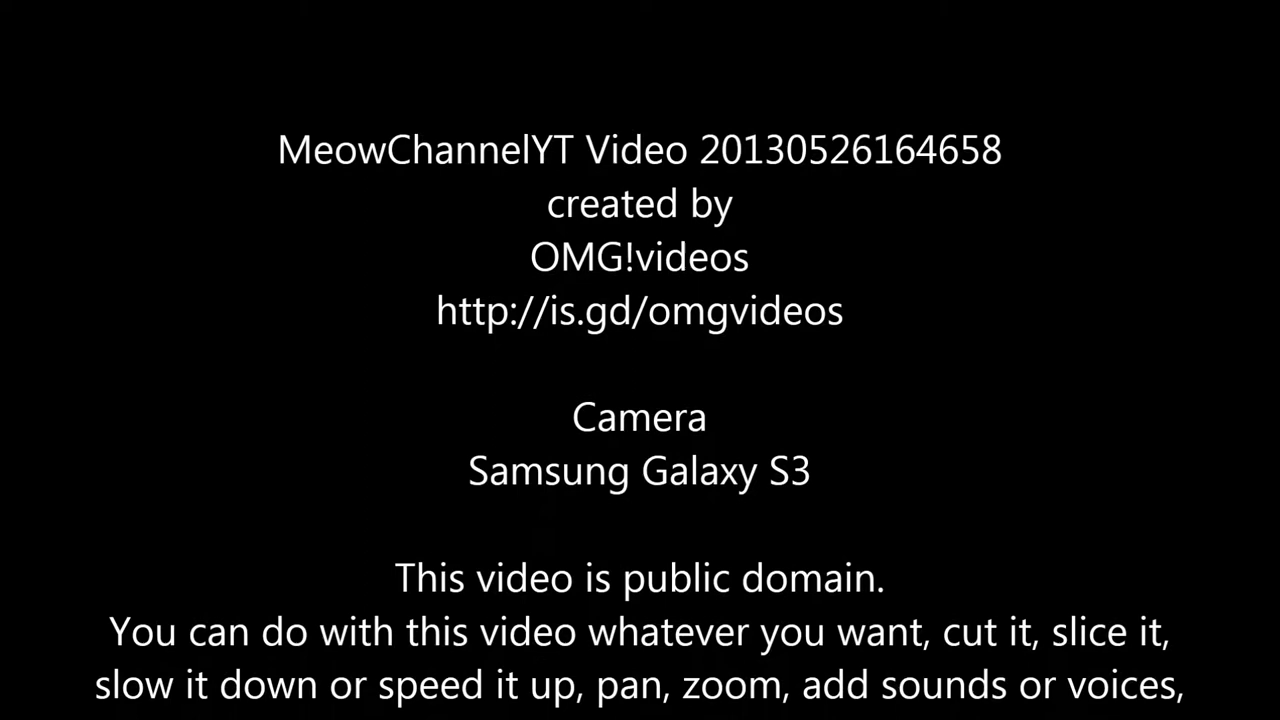 MeowChannelYT Video 20130526164658
created by
OMG!videos
http://is.gd/omgvideos
Camera
Samsung Galaxy S3
This video is public domain.
You can do with this video whatever you want, cut it, slice it,
slow it down or speed it up, pan, zoom, add sounds or voices,